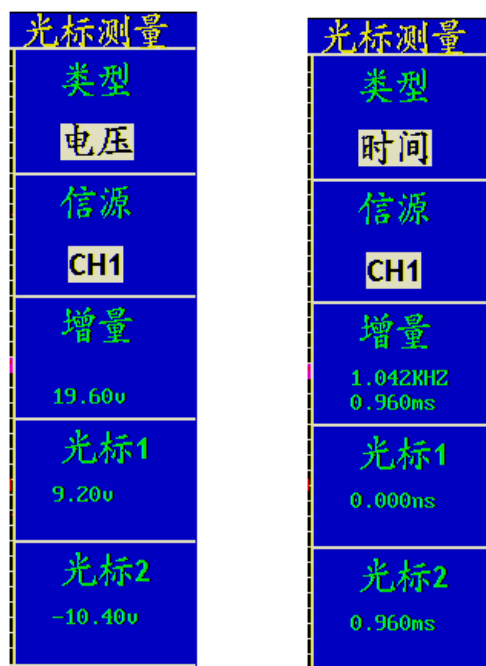 光标测量
类型
电压
信源
CH1
增量
19.60v
光标1
9.20v
光标2
-10.40v
光标测量
类型
时间
信源
CH1
增量
1.042KHZ
0.960ms
光标1
0.000ns
光标2
0.960ms